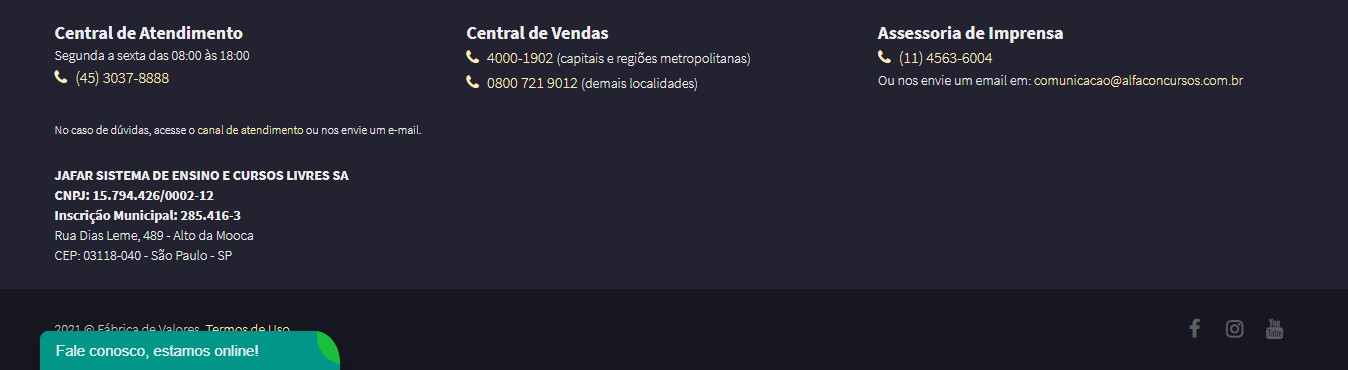 Central de Atendimento
Segunda a sexta das 08:00 às 18:00
(45) 3037-8888
No caso de dúvidas, acesse o canal de atendimento ou nos envie um e-mail.
JAFAR SISTEMA DE ENSINO E CURSOS LIVRES SA
CNPJ: 15.794.426/0002-12
Inscrição Municipal: 285.416-3
Rua Dias Leme, 489 - Alto da Mooca
CEP: 03118-040 - São Paulo - SP
Central de Vendas
4000-1902 (capitais e regiões metropolitanas)
0800 721 9012 (demais localidades)
Assessoria de Imprensa
(11) 4563-6004
Ou nos envie um email em: comunicacao@alfaconcursos.com.br
2021 © Fábrica de Valores. Termos de Uso
Fale conosco, estamos online!
You
Tube